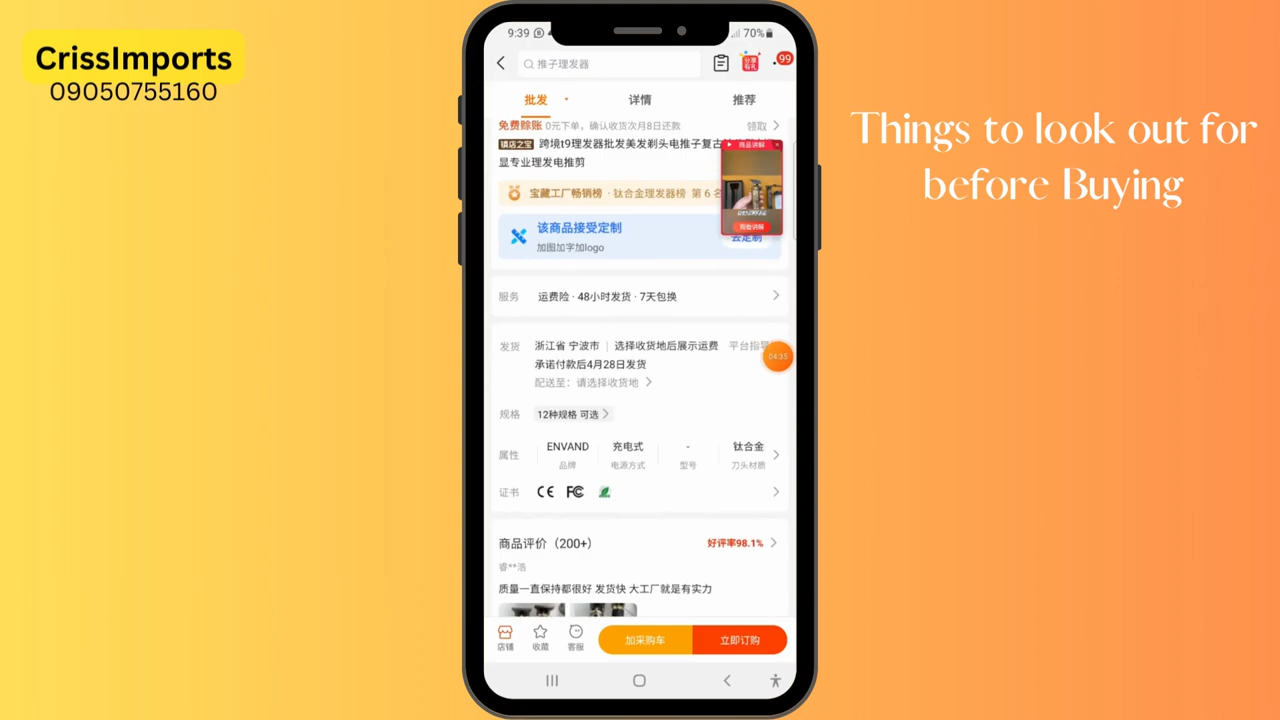 CrissImports
09050755160
Things to look out for
before Buying
9:39
70%
推子理发器
分享
有礼
99
批发
详情
推荐
免费赊账 0元下单，确认收货次月8日还款
领取
镇店之宝 跨境t9理发器批发美发剃头电推子复古
显专业理发电推剪
商品讲解
宝藏工厂畅销榜 · 钛合金理发器榜 第 6 名
该商品接受定制
加图加字加logo
去定制
服务
运费险 · 48小时发货 · 7天包换
发货
浙江省 宁波市 | 选择收货地后展示运费
平台指导
承诺付款后4月28日发货
配送至：请选择收货地
04:35
规格
12种规格 可选
属性
ENVAND
充电式
-
钛合金
品牌
电源方式
型号
刀头材质
证书
CE FC
商品评价（200+）
好评率98.1%
睿**浩
质量一直保持都很好 发货快 大工厂就是有实力
店铺
收藏
客服
加采购车
立即订购